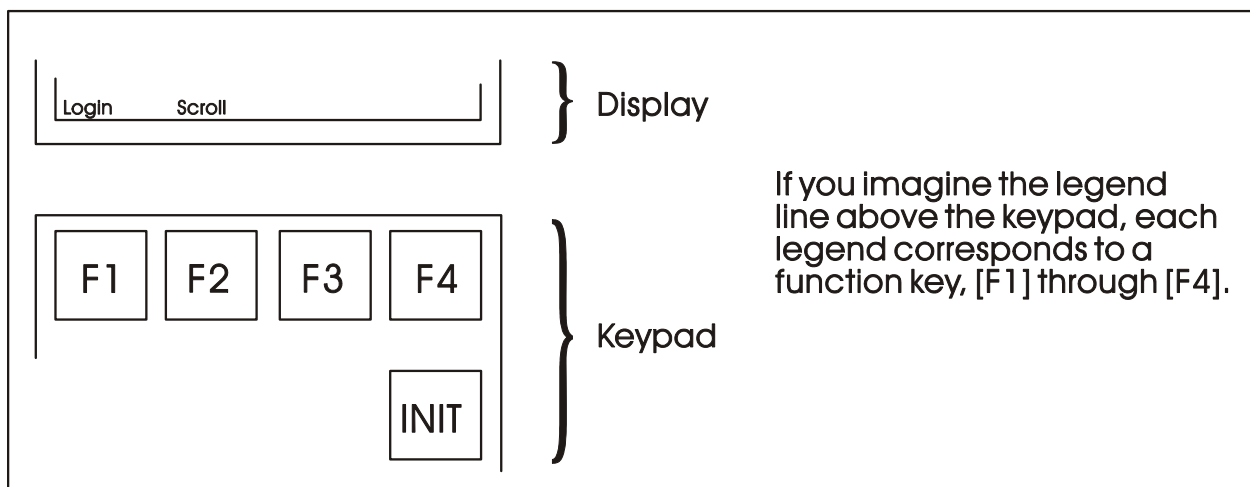 Login Scroll
Display
If you imagine the legend
line above the keypad, each
legend corresponds to a
function key, [F1] through [F4].
F1 F2 F3 F4
Keypad
INIT